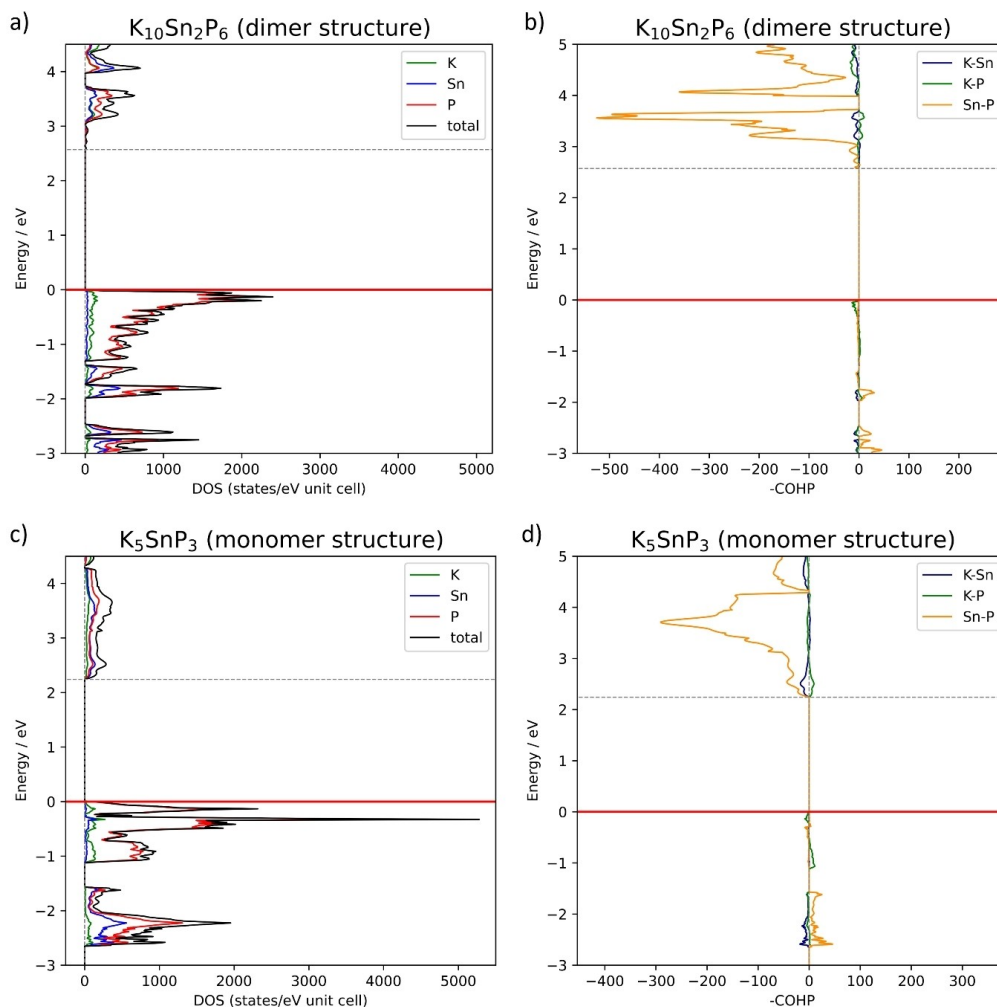 a)
K₁₀Sn₂P₆ (dimer structure)
4
3
2
1
0
−1
−2
−3
Energy / eV
K
Sn
P
total
0 1000 2000 3000 4000 5000
DOS (states/eV unit cell)
b)
K₁₀Sn₂P₆ (dimere structure)
5
4
3
2
1
0
−1
−2
−3
Energy / eV
K-Sn
K-P
Sn-P
−500 −400 −300 −200 −100 0 100 200
-COHP
c)
K₅SnP₃ (monomer structure)
4
3
2
1
0
−1
−2
−3
Energy / eV
K
Sn
P
total
0 1000 2000 3000 4000 5000
DOS (states/eV unit cell)
d)
K₅SnP₃ (monomer structure)
5
4
3
2
1
0
−1
−2
−3
Energy / eV
K-Sn
K-P
Sn-P
−400 −300 −200 −100 0 100 200 300
-COHP